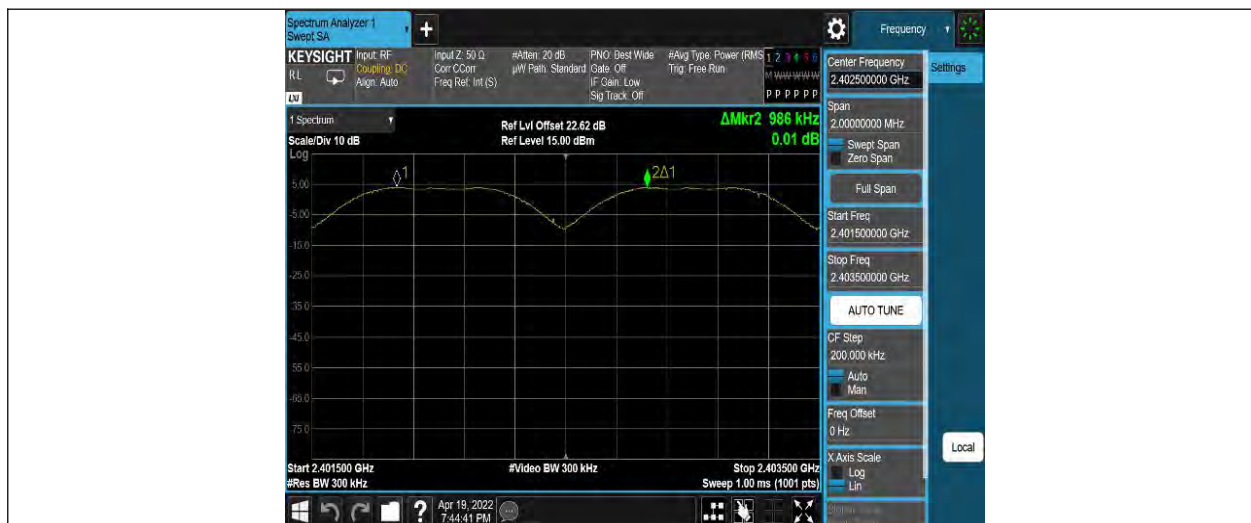 Spectrum Analyzer 1
Swept SA
+
Frequency
KEYSIGHT
RL
LXI
Input: RF
Coupling: DC
Align: Auto
Input Z: 50 Ω
Corr CCorr
Freq Ref: Int (S)
#Atten: 20 dB
µW Path: Standard
PNO: Best Wide
Gate: Off
IF Gain: Low
Sig Track: Off
#Avg Type: Power (RMS
Trig: Free Run
1 2 3 4 5 6
M W W W W W
P P P P P P
Center Frequency
2.402500000 GHz
Settings
1 Spectrum
Scale/Div 10 dB
Ref Lvl Offset 22.62 dB
Ref Level 15.00 dBm
ΔMkr2 986 kHz
0.01 dB
Log
1
2Δ1
5.00
-5.00
-15.0
-25.0
-35.0
-45.0
-55.0
-65.0
-75.0
Start 2.401500 GHz
#Res BW 300 kHz
#Video BW 300 kHz
Stop 2.403500 GHz
Sweep 1.00 ms (1001 pts)
Span
2.00000000 MHz
Swept Span
Zero Span
Full Span
Start Freq
2.401500000 GHz
Stop Freq
2.403500000 GHz
AUTO TUNE
CF Step
200.000 kHz
Auto
Man
Freq Offset
0 Hz
X Axis Scale
Log
Lin
Local
?
Apr 19, 2022
7:44:41 PM